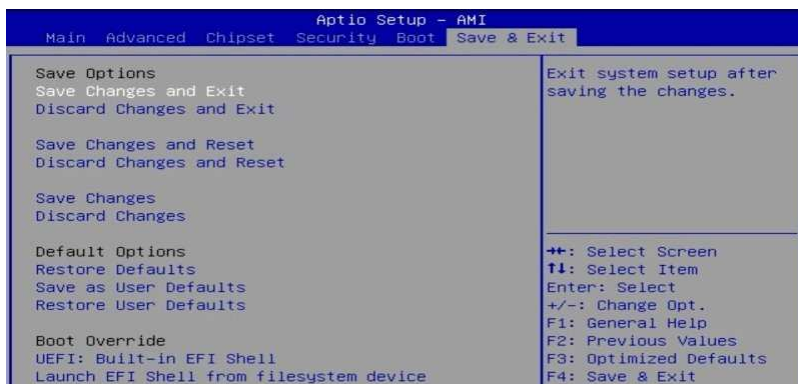 Aptio Setup – AMI
Main Advanced Chipset Security Boot Save & Exit
Save Options
Save Changes and Exit
Discard Changes and Exit
Save Changes and Reset
Discard Changes and Reset
Save Changes
Discard Changes
Default Options
Restore Defaults
Save as User Defaults
Restore User Defaults
Boot Override
UEFI: Built-in EFI Shell
Launch EFI Shell from filesystem device
Exit system setup after
saving the changes.
→←: Select Screen
↑↓: Select Item
Enter: Select
+/-: Change Opt.
F1: General Help
F2: Previous Values
F3: Optimized Defaults
F4: Save & Exit